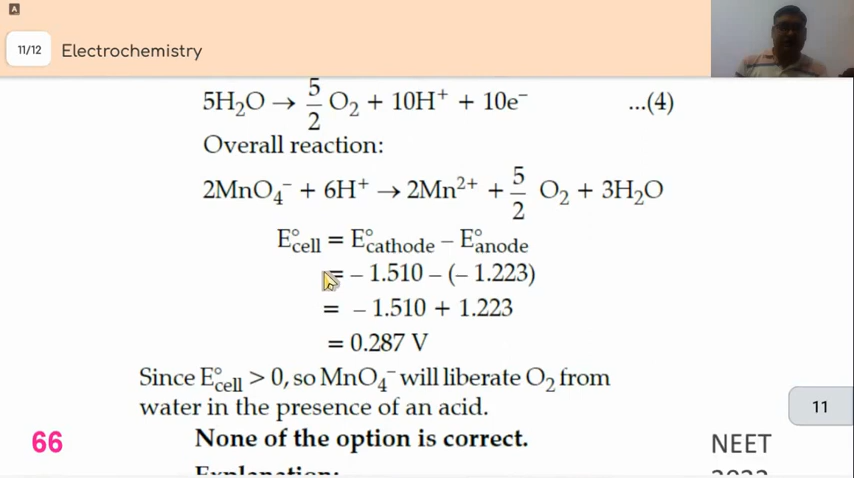 A
11/12 Electrochemistry
5H₂O → 5/2 O₂ + 10H⁺ + 10e⁻ ...(4)
Overall reaction:
2MnO₄⁻ + 6H⁺ → 2Mn²⁺ + 5/2 O₂ + 3H₂O
E°cell = E°cathode – E°anode
= – 1.510 – (– 1.223)
= – 1.510 + 1.223
= 0.287 V
Since E°cell > 0, so MnO₄⁻ will liberate O₂ from
water in the presence of an acid.
11
66 None of the option is correct. NEET